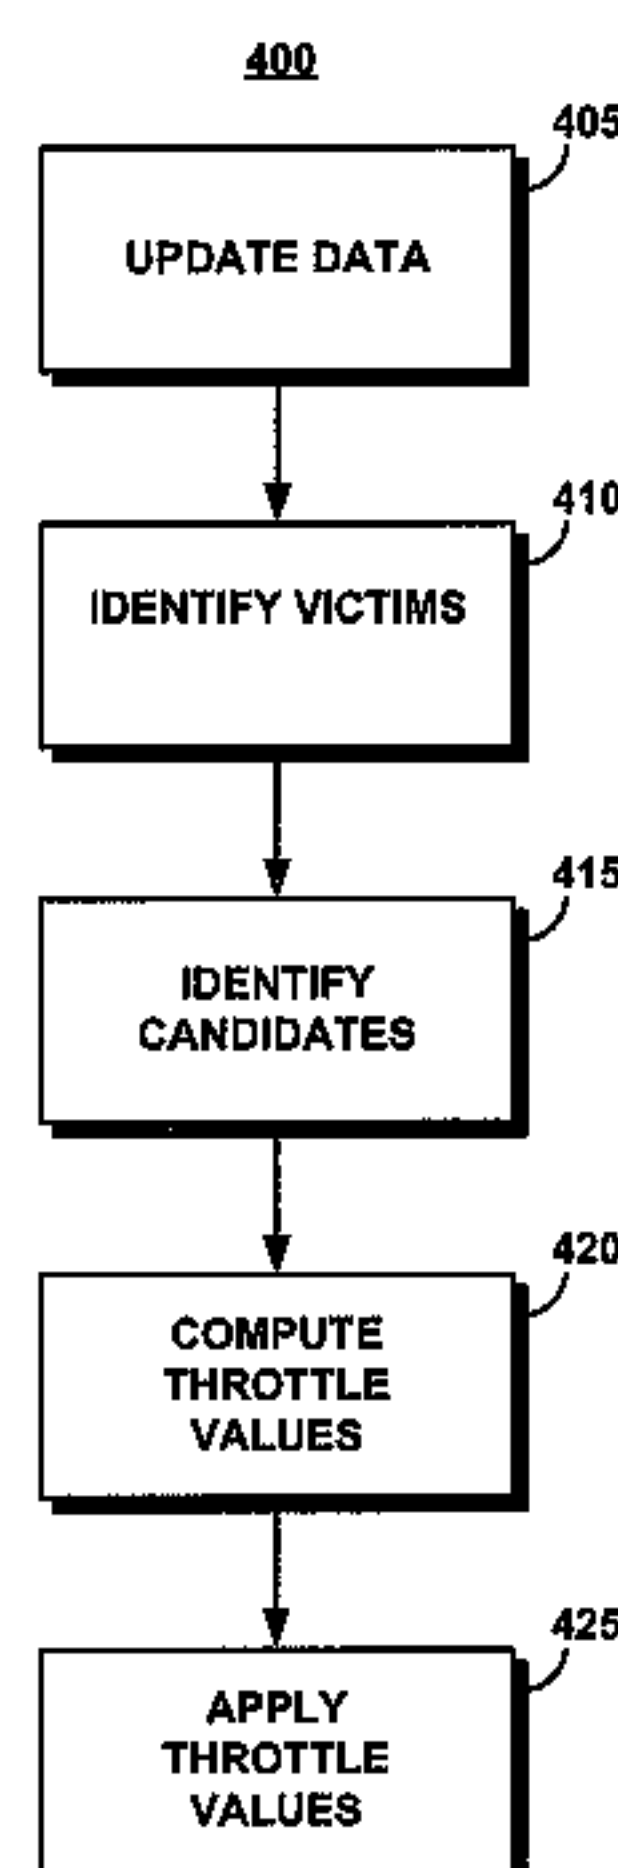 400
405
UPDATE DATA
410
IDENTIFY VICTIMS
415
IDENTIFY
CANDIDATES
420
COMPUTE
THROTTLE
VALUES
425
APPLY
THROTTLE
VALUES